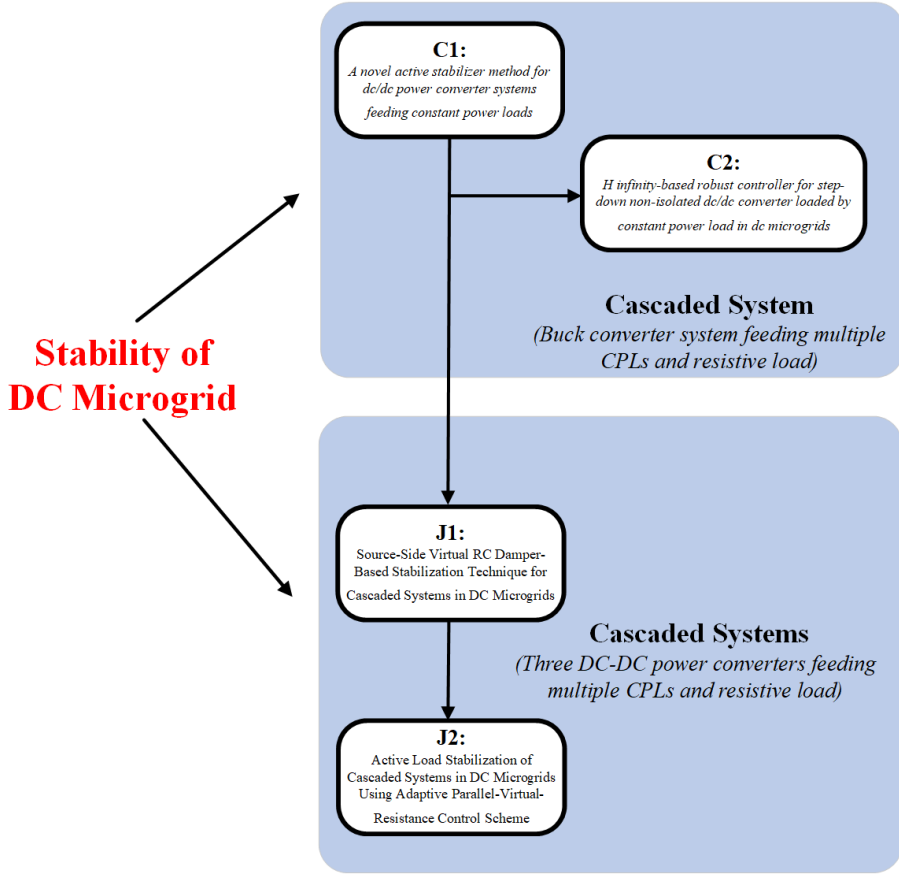 C1:
A novel active stabilizer method for
dc/dc power converter systems
feeding constant power loads
C2:
H infinity-based robust controller for step-
down non-isolated dc/dc converter loaded by
constant power load in dc microgrids
Cascaded System
(Buck converter system feeding multiple
CPLs and resistive load)
Stability of
DC Microgrid
J1:
Source-Side Virtual RC Damper-
Based Stabilization Technique for
Cascaded Systems in DC Microgrids
Cascaded Systems
(Three DC-DC power converters feeding
multiple CPLs and resistive load)
J2:
Active Load Stabilization of
Cascaded Systems in DC Microgrids
Using Adaptive Parallel-Virtual-
Resistance Control Scheme